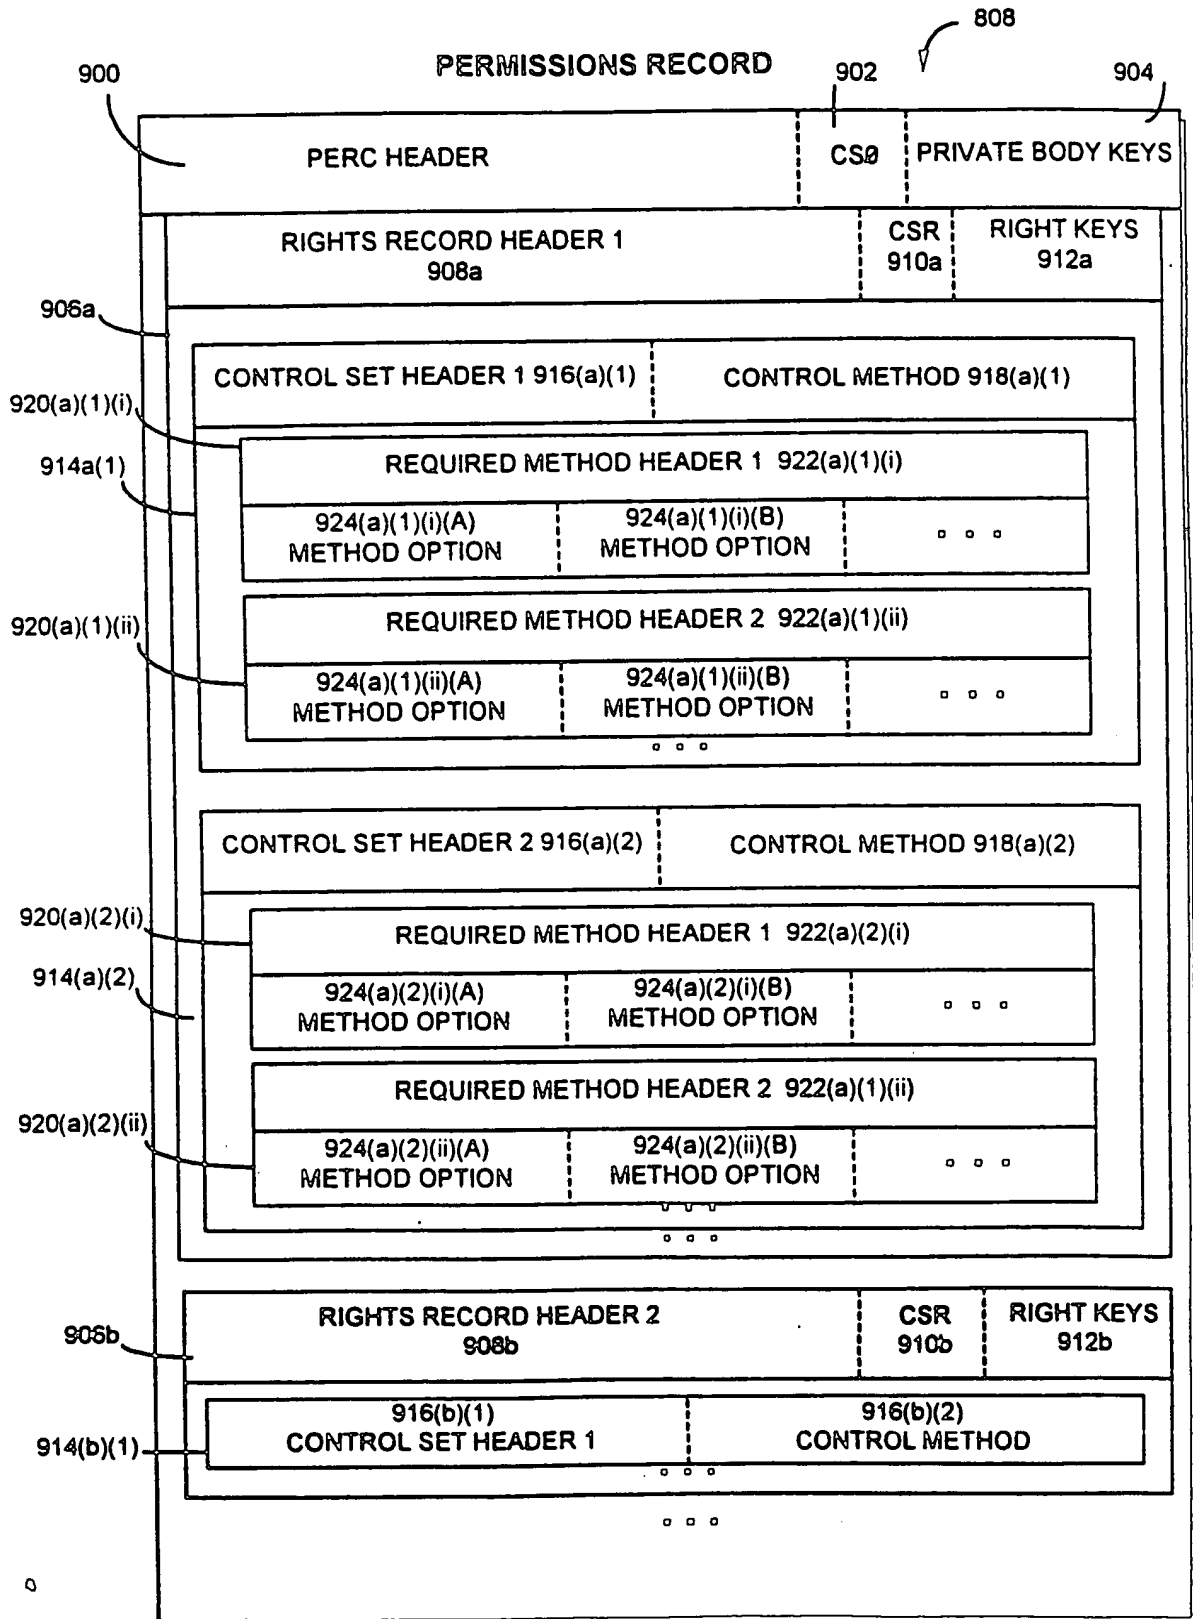 808
PERMISSIONS RECORD
900
902
904
PERC HEADER
CS0
PRIVATE BODY KEYS
RIGHTS RECORD HEADER 1
908a
CSR
910a
RIGHT KEYS
912a
906a
CONTROL SET HEADER 1 916(a)(1)
CONTROL METHOD 918(a)(1)
920(a)(1)(i)
914a(1)
REQUIRED METHOD HEADER 1 922(a)(1)(i)
924(a)(1)(i)(A)
METHOD OPTION
924(a)(1)(i)(B)
METHOD OPTION
920(a)(1)(ii)
REQUIRED METHOD HEADER 2 922(a)(1)(ii)
924(a)(1)(ii)(A)
METHOD OPTION
924(a)(1)(ii)(B)
METHOD OPTION
CONTROL SET HEADER 2 916(a)(2)
CONTROL METHOD 918(a)(2)
920(a)(2)(i)
914(a)(2)
REQUIRED METHOD HEADER 1 922(a)(2)(i)
924(a)(2)(i)(A)
METHOD OPTION
924(a)(2)(i)(B)
METHOD OPTION
920(a)(2)(ii)
REQUIRED METHOD HEADER 2 922(a)(1)(ii)
924(a)(2)(ii)(A)
METHOD OPTION
924(a)(2)(ii)(B)
METHOD OPTION
906b
RIGHTS RECORD HEADER 2
908b
CSR
910b
RIGHT KEYS
912b
914(b)(1)
916(b)(1)
CONTROL SET HEADER 1
916(b)(2)
CONTROL METHOD